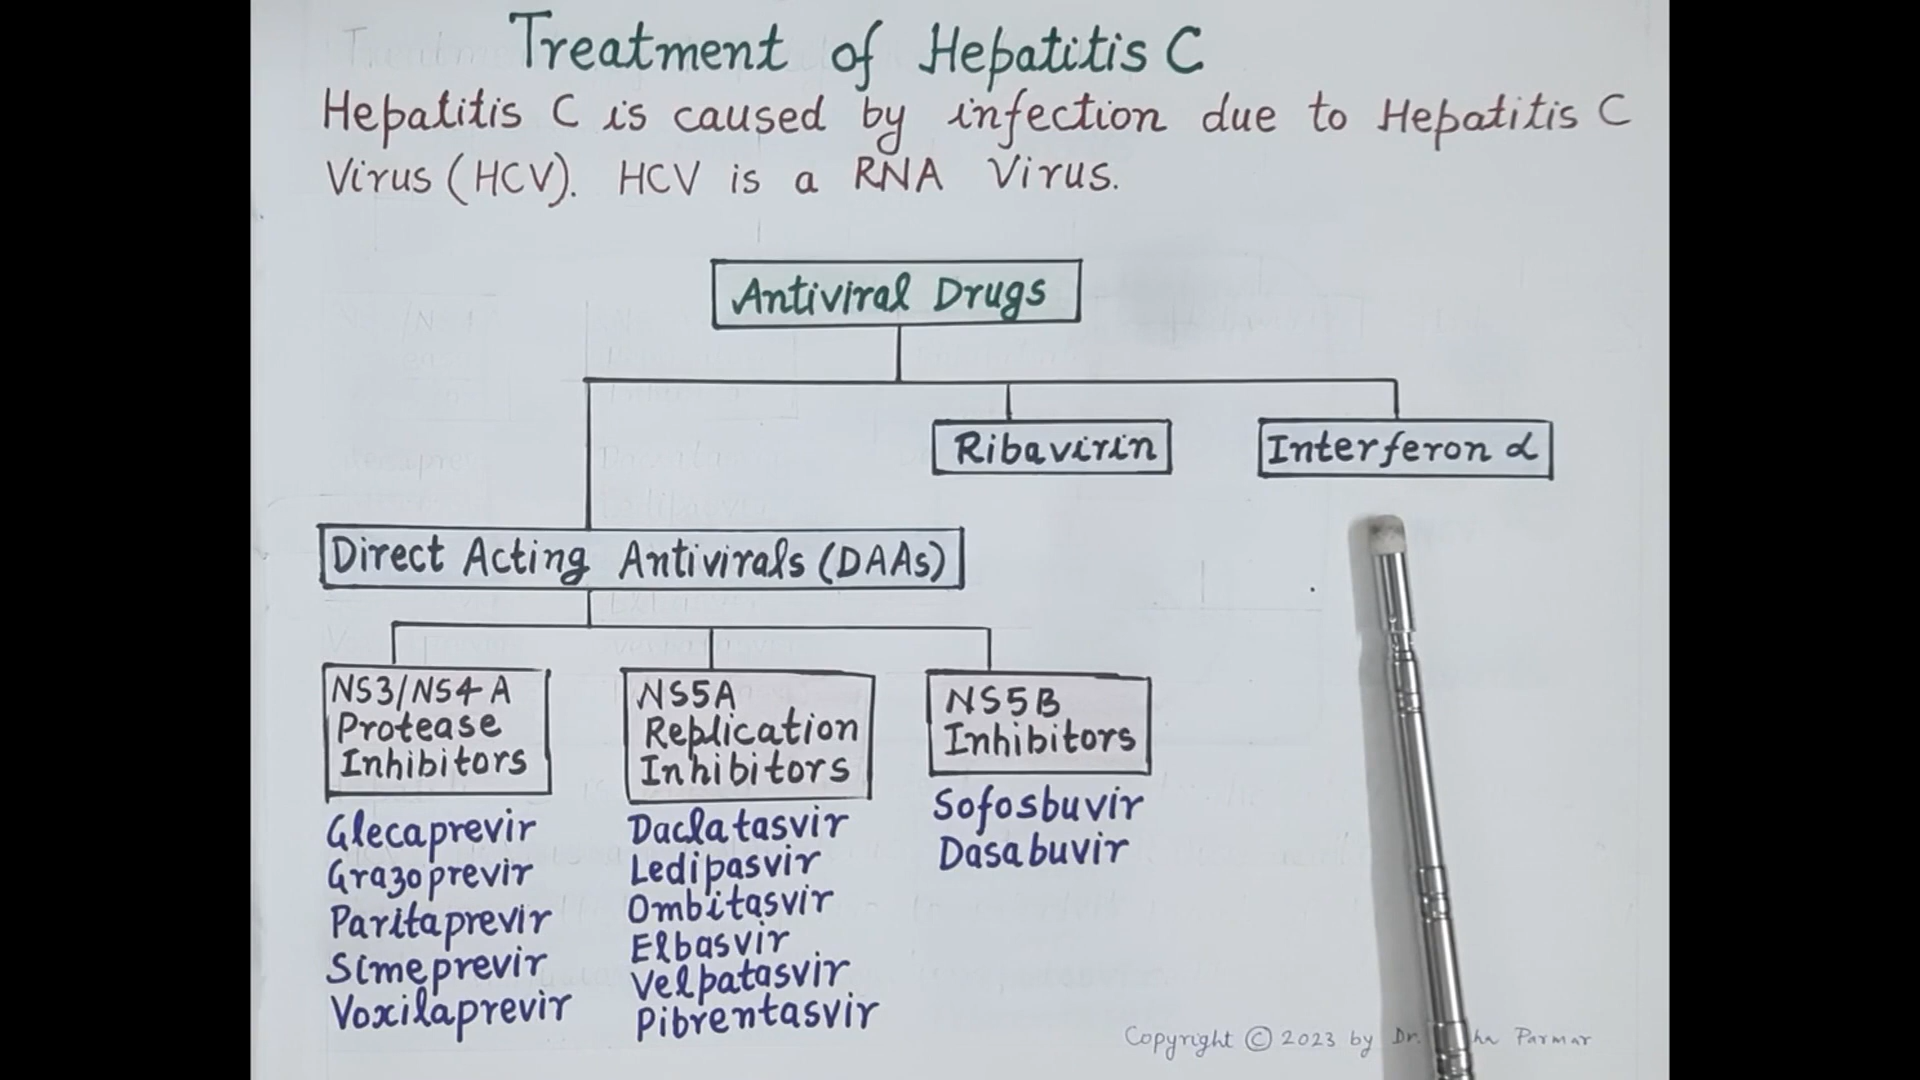 Treatment of Hepatitis C
Hepatitis C is caused by infection due to Hepatitis C
Virus (HCV). HCV is a RNA Virus.
Antiviral Drugs
Ribavirin
Interferon α
Direct Acting Antivirals (DAAs)
NS3/NS4A
Protease
Inhibitors
Glecaprevir
Grazoprevir
Paritaprevir
Simeprevir
Voxilaprevir
NS5A
Replication
Inhibitors
Daclatasvir
Ledipasvir
Ombitasvir
Elbasvir
Velpatasvir
Pibrentasvir
NS5B
Inhibitors
Sofosbuvir
Dasabuvir
Copyright © 2023 by Dr. Parmar